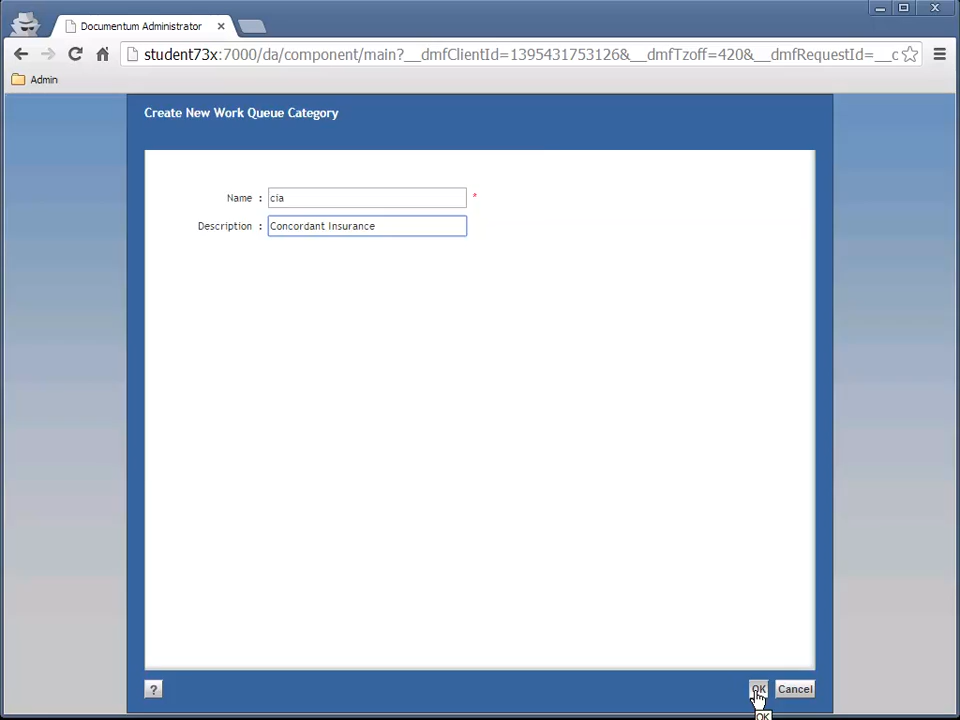 Documentum Administrator
student73x:7000/da/component/main?__dmfClientId=1395431753126&__dmfTzoff=420&__dmfRequestId=__c
Admin
Create New Work Queue Category
Name : cia *
Description : Concordant Insurance
? OK Cancel
OK